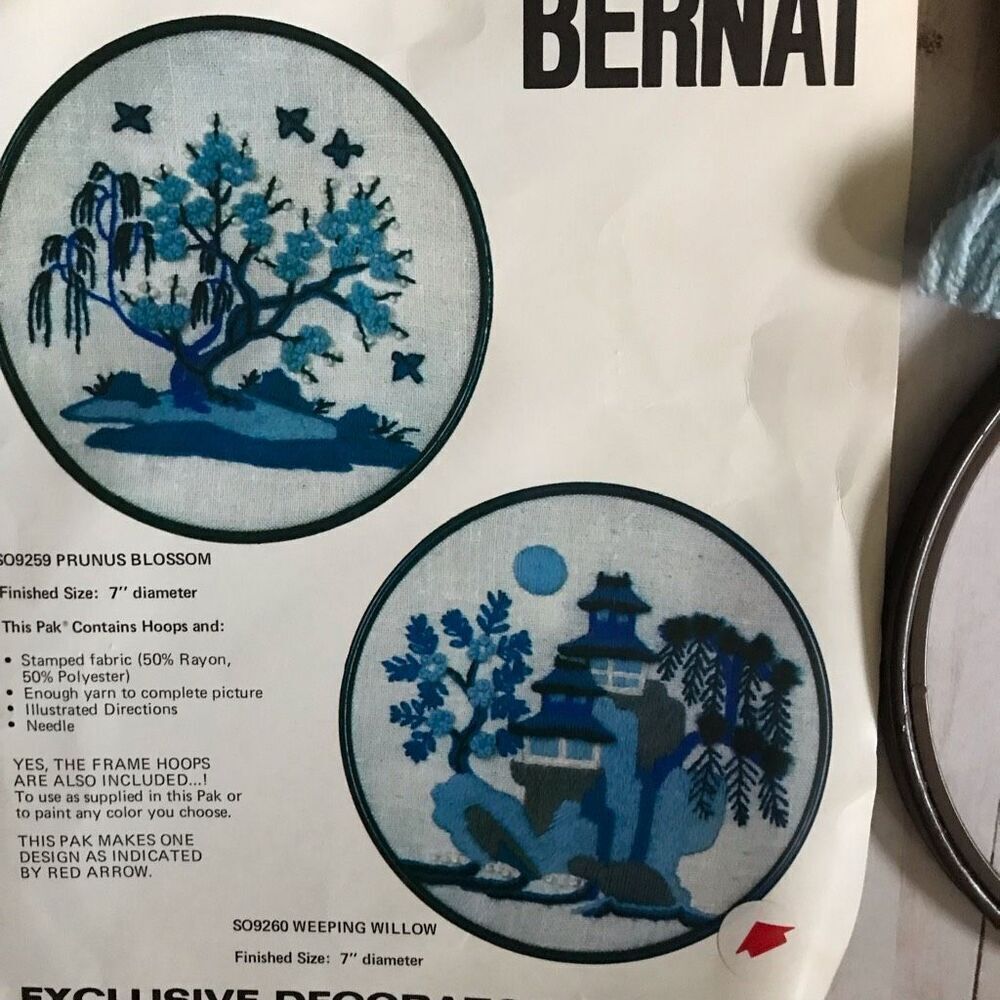 BERNAT
SO9259 PRUNUS BLOSSOM
Finished Size: 7" diameter
This Pak® Contains Hoops and:
• Stamped fabric (50% Rayon,
50% Polyester)
• Enough yarn to complete picture
• Illustrated Directions
• Needle
YES, THE FRAME HOOPS
ARE ALSO INCLUDED...!
To use as supplied in this Pak or
to paint any color you choose.
THIS PAK MAKES ONE
DESIGN AS INDICATED
BY RED ARROW.
SO9260 WEEPING WILLOW
Finished Size: 7" diameter
EXCLUSIVE